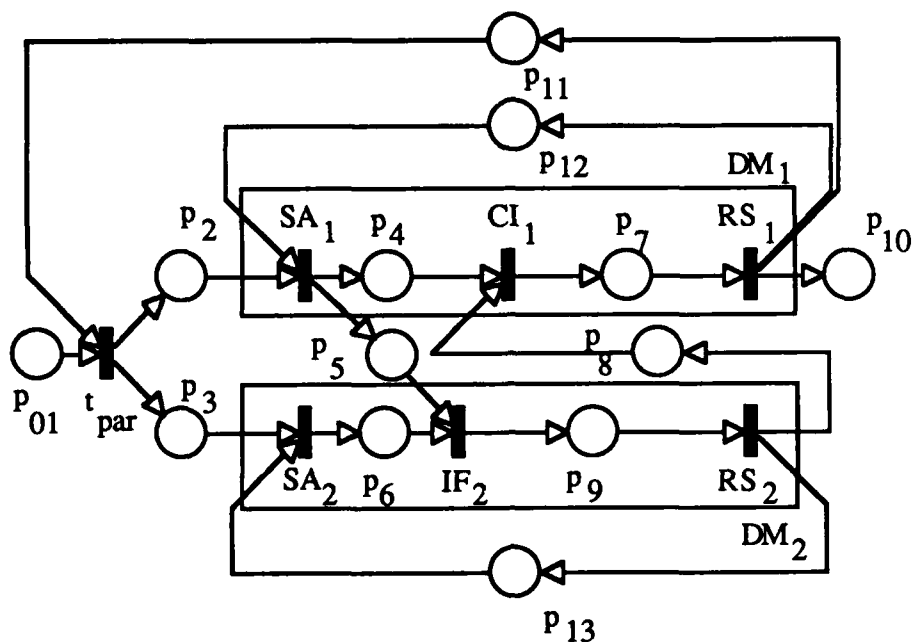 p11
p12
DM1
p2
SA1
p4
CI1
p7
RS1
p10
p5
p8
p01
tpar
p3
SA2
p6
IF2
p9
RS2
DM2
p13